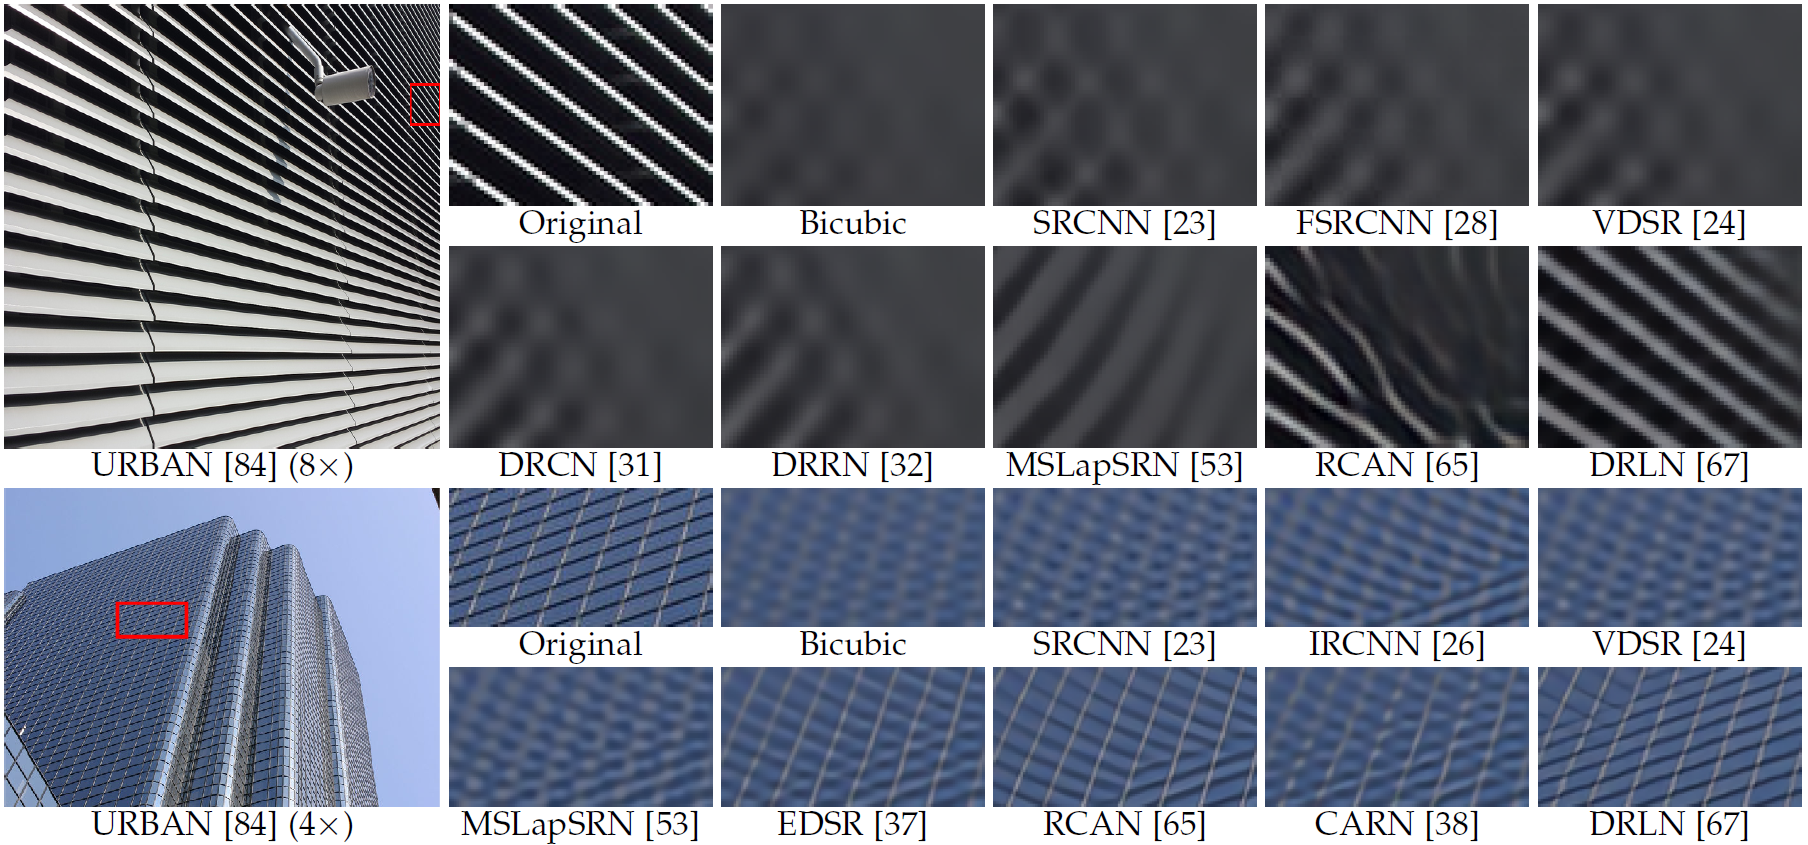 Original Bicubic SRCNN [23] FSRCNN [28] VDSR [24]
URBAN [84] (8×) DRCN [31] DRRN [32] MSLapSRN [53] RCAN [65] DRLN [67]
Original Bicubic SRCNN [23] IRCNN [26] VDSR [24]
URBAN [84] (4×) MSLapSRN [53] EDSR [37] RCAN [65] CARN [38] DRLN [67]